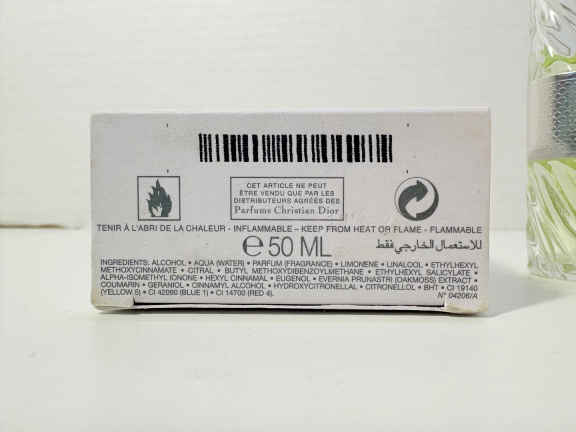 CET ARTICLE NE PEUT
ÊTRE VENDU QUE PAR LES
DISTRIBUTEURS AGRÉÉS DES
Parfums Christian Dior
TENIR À L'ABRI DE LA CHALEUR - INFLAMMABLE – KEEP FROM HEAT OR FLAME - FLAMMABLE
℮ 50 ML
للاستعمال الخارجي فقط
INGREDIENTS: ALCOHOL • AQUA (WATER) • PARFUM (FRAGRANCE) • LIMONENE • LINALOOL • ETHYLHEXYL
METHOXYCINNAMATE • CITRAL • BUTYL METHOXYDIBENZOYLMETHANE • ETHYLHEXYL SALICYLATE •
ALPHA-ISOMETHYL IONONE • HEXYL CINNAMAL • EUGENOL • EVERNIA PRUNASTRI (OAKMOSS) EXTRACT •
COUMARIN • GERANIOL • CINNAMYL ALCOHOL • HYDROXYCITRONELLAL • CITRONELLOL • BHT • CI 19140
(YELLOW 5) • CI 42090 (BLUE 1) • CI 14700 (RED 4).
N° 04206/A